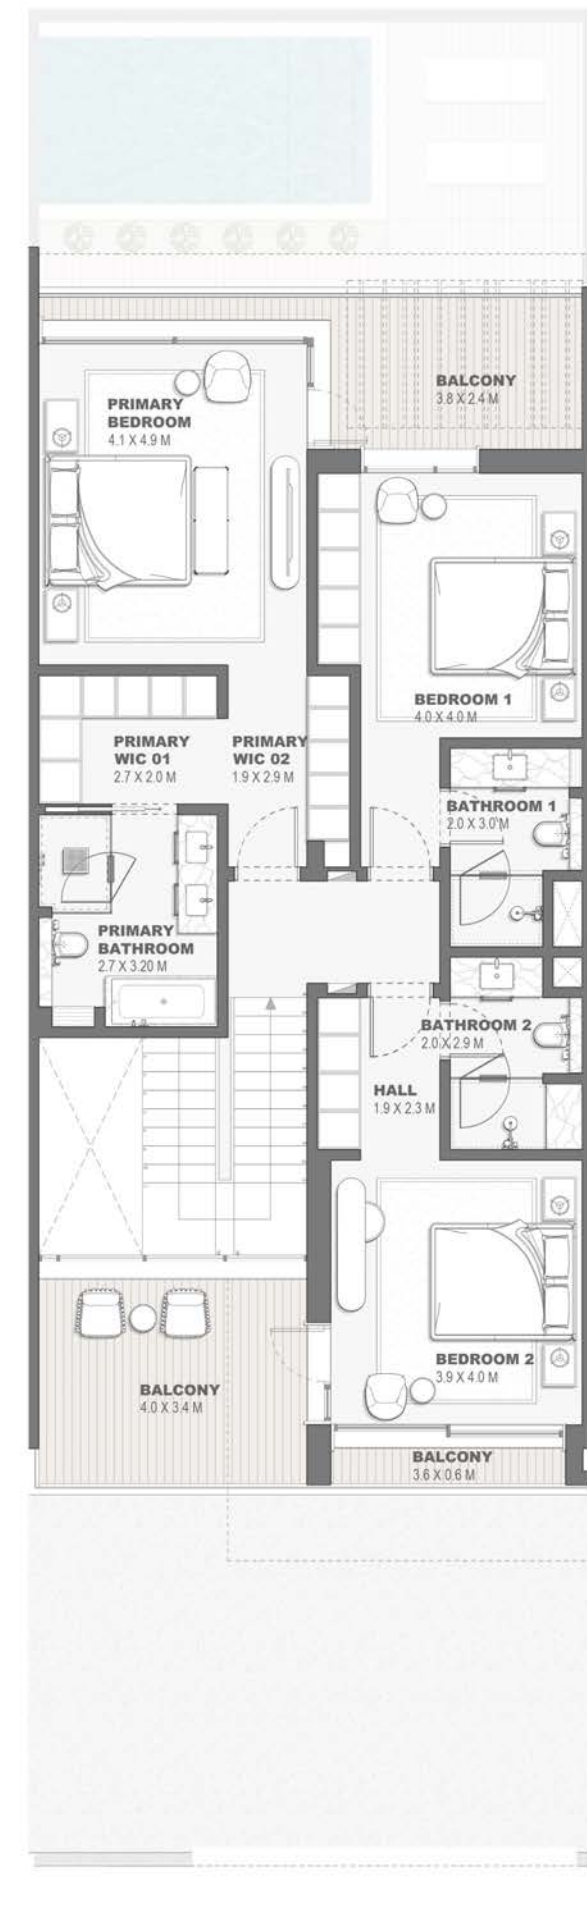 BALCONY
3.8 X 2.4 M
PRIMARY
BEDROOM
4.1 X 4.9 M
BEDROOM 1
4.0 X 4.0 M
PRIMARY
WIC 01
2.7 X 2.0 M
PRIMARY
WIC 02
1.9 X 2.9 M
BATHROOM 1
2.0 X 3.0 M
PRIMARY
BATHROOM
2.7 X 3.20 M
BATHROOM 2
2.0 X 2.9 M
HALL
1.9 X 2.3 M
BEDROOM 2
3.9 X 4.0 M
BALCONY
4.0 X 3.4 M
BALCONY
3.6 X 0.6 M